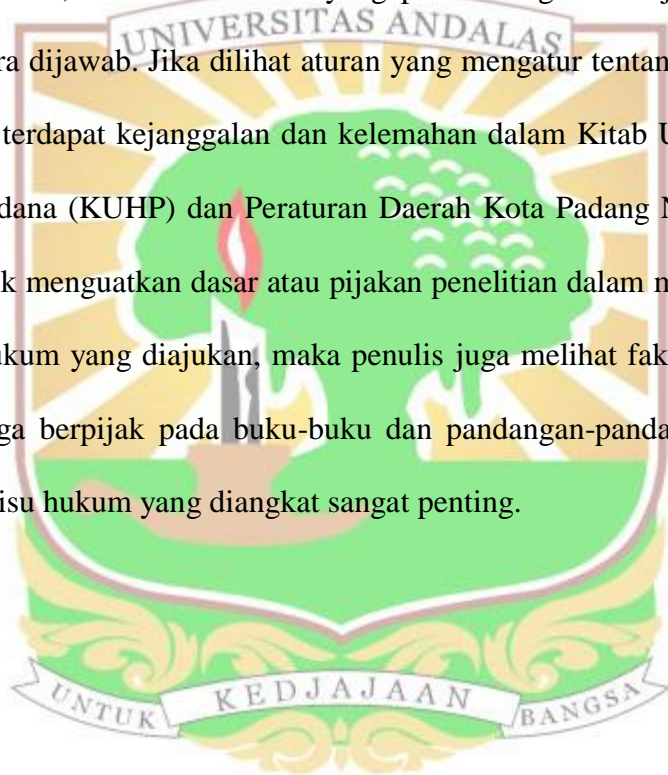 UNIVERSITAS ANDALAS
ra dijawab. Jika dilihat aturan yang mengatur tentan
terdapat kejanggalan dan kelemahan dalam Kitab U
dana (KUHP) dan Peraturan Daerah Kota Padang N
k menguatkan dasar atau pijakan penelitian dalam m
ukum yang diajukan, maka penulis juga melihat fak
ga berpijak pada buku-buku dan pandangan-panda
isu hukum yang diangkat sangat penting.
UNTUK KEDJAJAAN BANGSA